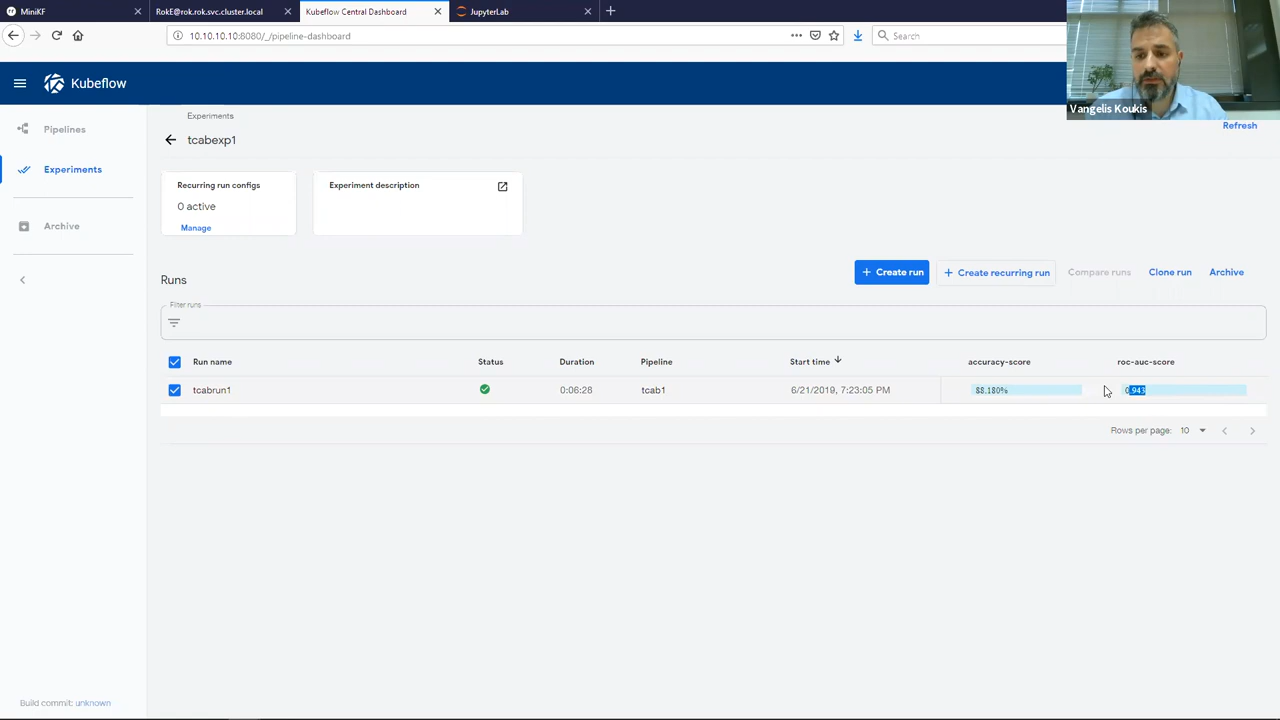 MiniKF
RokE@rok.rok.svc.cluster.local
Kubeflow Central Dashboard
JupyterLab
10.10.10.10:8080/_/pipeline-dashboard
Search
Kubeflow
Vangelis Koukis
Refresh
Pipelines
Experiments
Archive
Experiments
tcabexp1
Recurring run configs
0 active
Manage
Experiment description
Runs
+ Create run
+ Create recurring run
Compare runs
Clone run
Archive
Filter runs
Run name Status Duration Pipeline Start time accuracy-score roc-auc-score
tcabrun1 0:06:28 tcab1 6/21/2019, 7:23:05 PM 88.180% 0.943
Rows per page: 10
Build commit: unknown